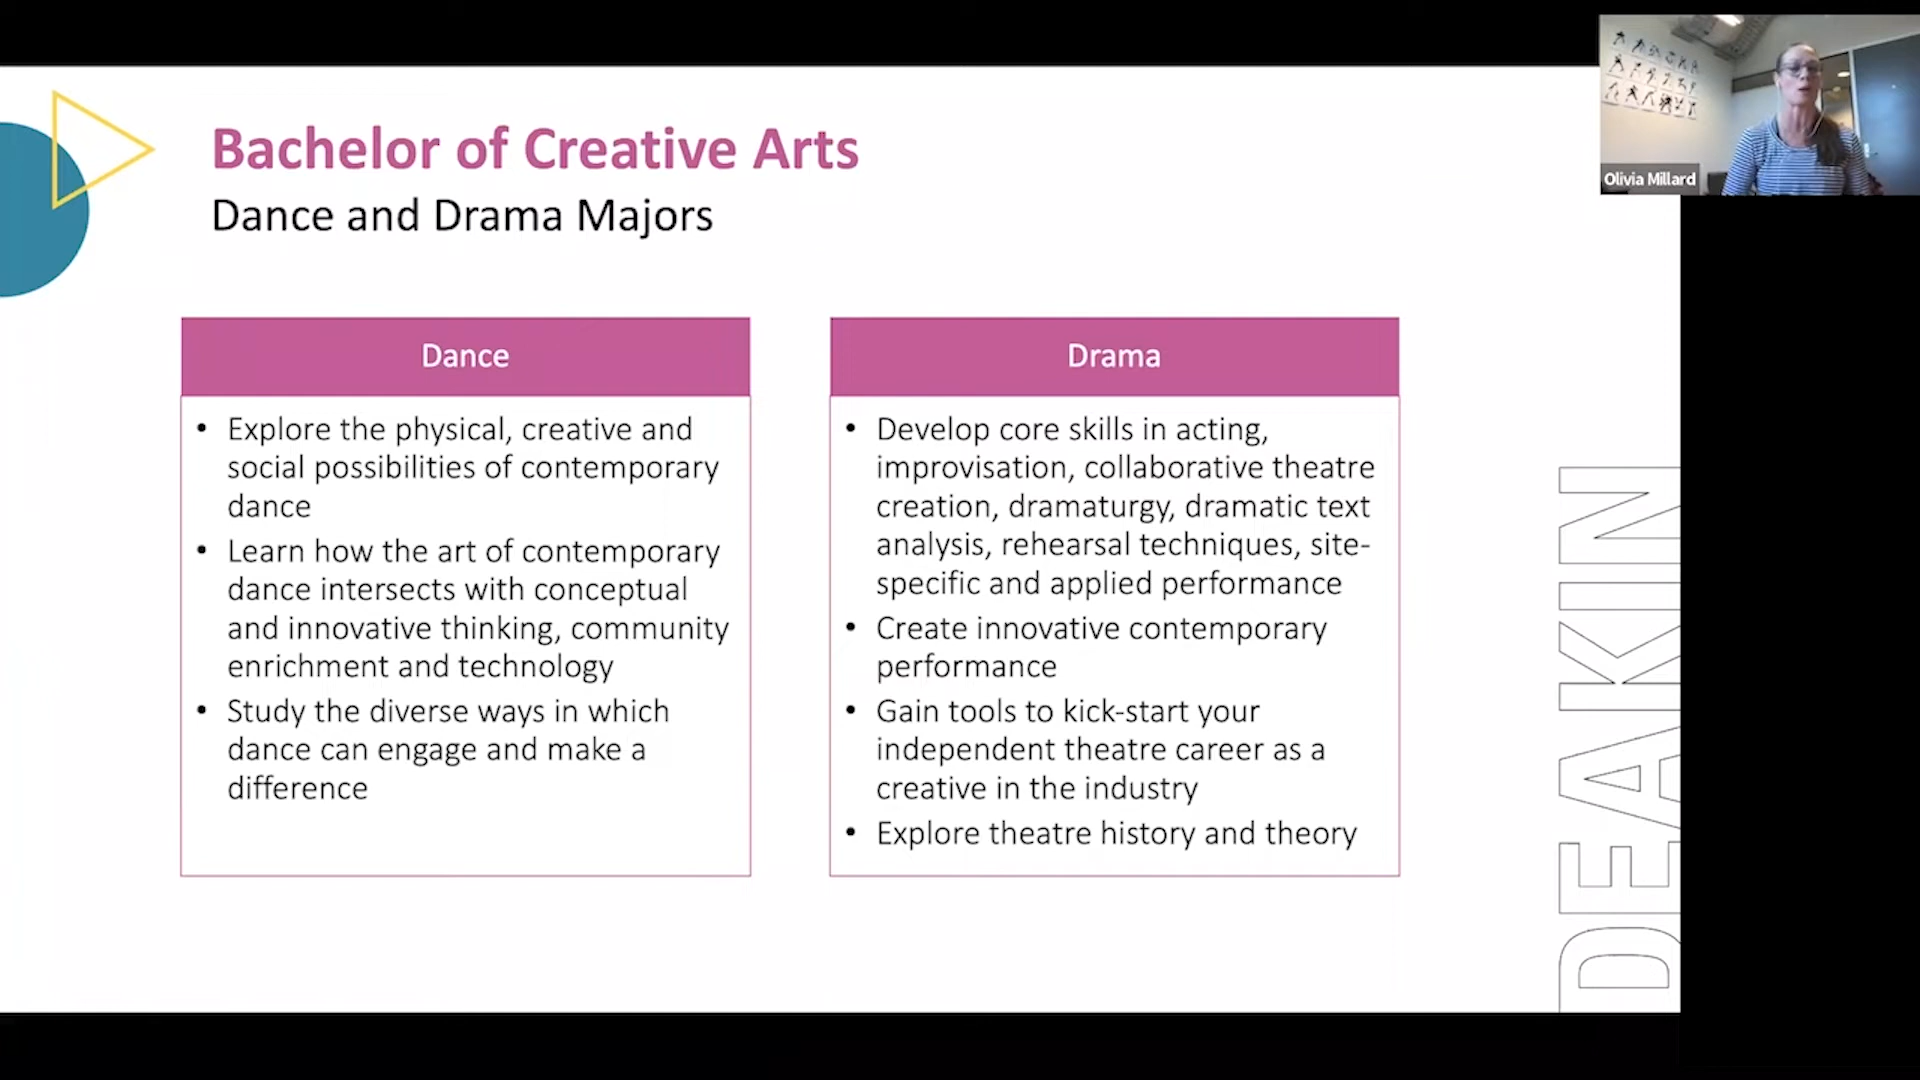 Bachelor of Creative Arts
Dance and Drama Majors
Olivia Millard
Dance
• Explore the physical, creative and
social possibilities of contemporary
dance
• Learn how the art of contemporary
dance intersects with conceptual
and innovative thinking, community
enrichment and technology
• Study the diverse ways in which
dance can engage and make a
difference
Drama
• Develop core skills in acting,
improvisation, collaborative theatre
creation, dramaturgy, dramatic text
analysis, rehearsal techniques, site-
specific and applied performance
• Create innovative contemporary
performance
• Gain tools to kick-start your
independent theatre career as a
creative in the industry
• Explore theatre history and theory
DEAKIN